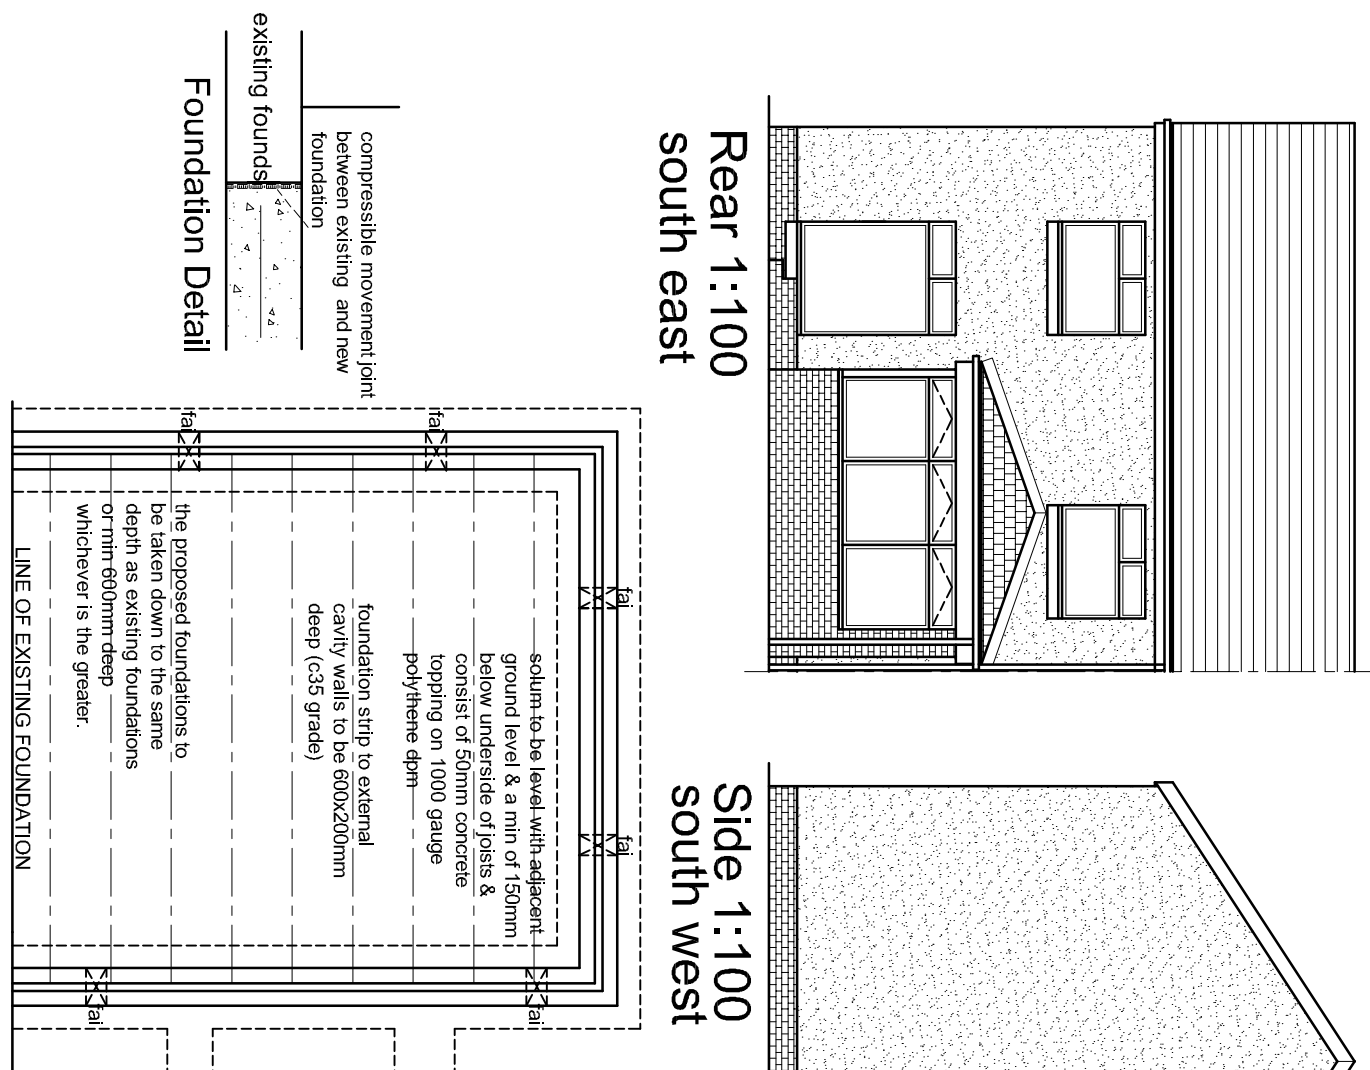 Rear 1:100
south east
Side 1:100
south west
existing founds
compressible movement joint
between existing and new
foundation
Foundation Detail
fai
fai
fai
fai
fai
fai
solum to be level with adjacent
ground level & a min of 150mm
below underside of joists &
consist of 50mm concrete
topping on 1000 gauge
polythene dpm
foundation strip to external
cavity walls to be 600x200mm
deep (c35 grade)
the proposed foundations to
be taken down to the same
depth as existing foundations
or min 600mm deep
whichever is the greater.
LINE OF EXISTING FOUNDATION